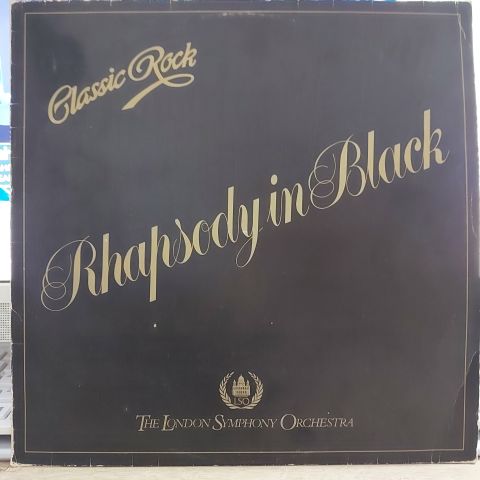 Classic Rock
Rhapsody in Black
LSO
THE LONDON SYMPHONY ORCHESTRA